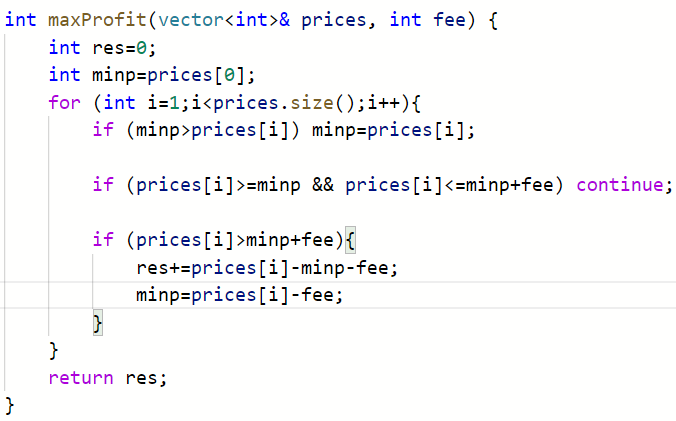 int maxProfit(vector<int>& prices, int fee) {
    int res=0;
    int minp=prices[0];
    for (int i=1;i<prices.size();i++){
        if (minp>prices[i]) minp=prices[i];
        if (prices[i]>=minp && prices[i]<=minp+fee) continue;
        if (prices[i]>minp+fee){
            res+=prices[i]-minp-fee;
            minp=prices[i]-fee;
        }
    }
    return res;
}